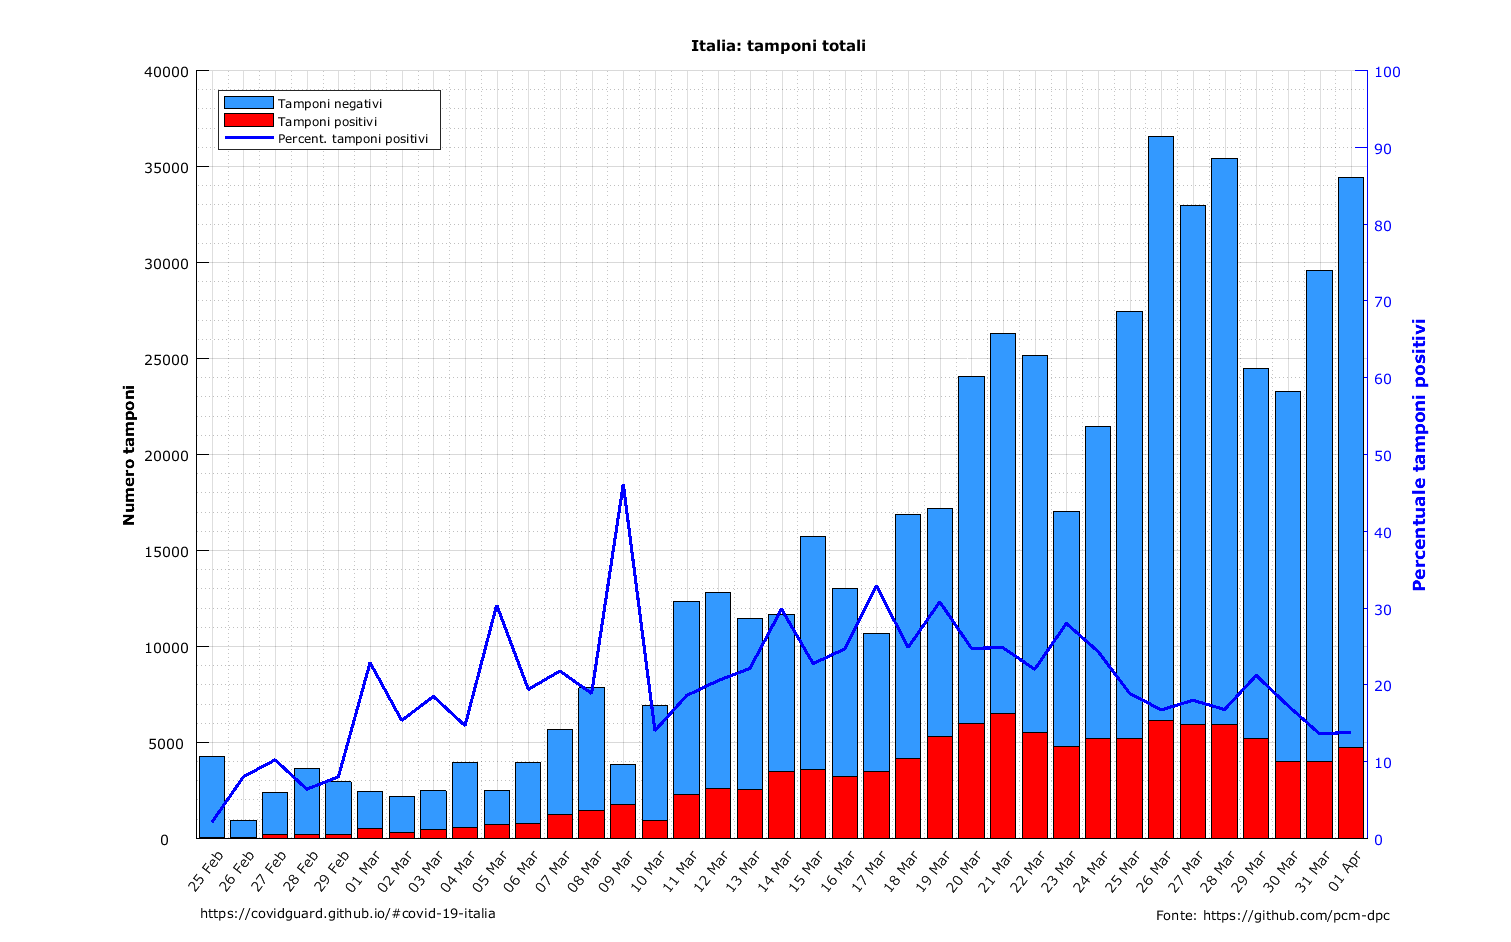 Italia: tamponi totali
Tamponi negativi
Tamponi positivi
Percent. tamponi positivi
Numero tamponi
40000
35000
30000
25000
20000
15000
10000
5000
0
Percentuale tamponi positivi
100
90
80
70
60
50
40
30
20
10
0
25 Feb
26 Feb
27 Feb
28 Feb
29 Feb
01 Mar
02 Mar
03 Mar
04 Mar
05 Mar
06 Mar
07 Mar
08 Mar
09 Mar
10 Mar
11 Mar
12 Mar
13 Mar
14 Mar
15 Mar
16 Mar
17 Mar
18 Mar
19 Mar
20 Mar
21 Mar
22 Mar
23 Mar
24 Mar
25 Mar
26 Mar
27 Mar
28 Mar
29 Mar
30 Mar
31 Mar
01 Apr
https://covidguard.github.io/#covid-19-italia
Fonte: https://github.com/pcm-dpc